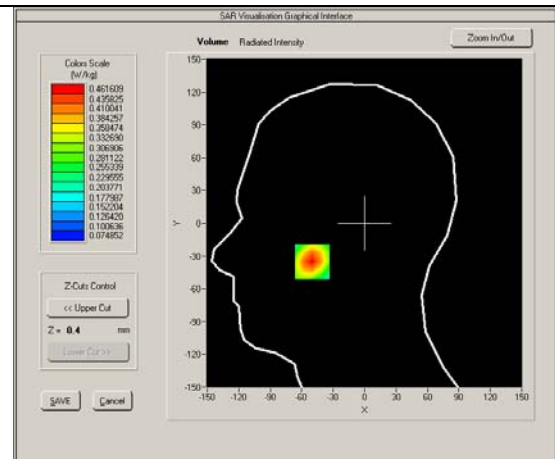 SAR Visualisation Graphical Interface
Volume Radiated Intensity
Zoom In/Out
Colors Scale
(W/kg)
0.461609
0.435825
0.410041
0.384257
0.358474
0.332690
0.306906
0.281122
0.255339
0.229555
0.203771
0.177987
0.152204
0.126420
0.100636
0.074852
Z-Cuts Control
<< Upper Cut
Z = 0.4 mm
Lower Cut >>
SAVE Cancel
150
120
90
60
30
0
-30
-60
-90
-120
-150
Y
-150 -120 -90 -60 -30 0 30 60 90 120 150
X